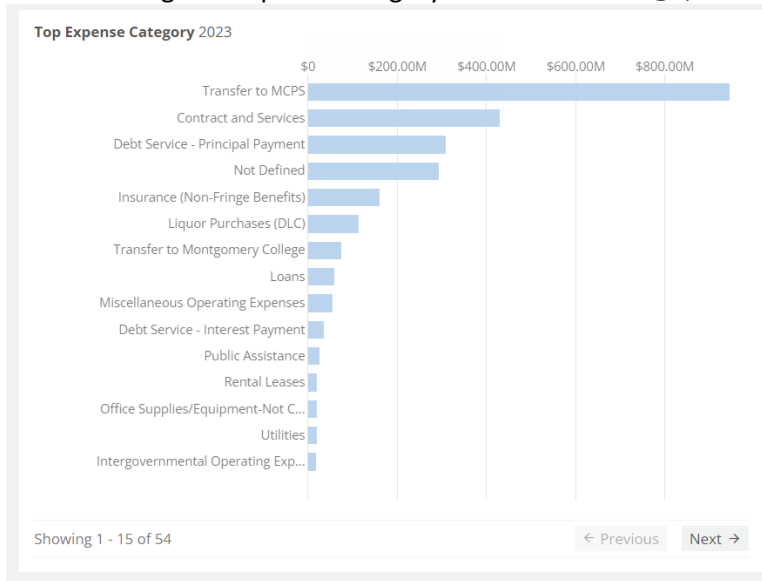 Top Expense Category 2023
$0 $200.00M $400.00M $600.00M $800.00M
Transfer to MCPS
Contract and Services
Debt Service - Principal Payment
Not Defined
Insurance (Non-Fringe Benefits)
Liquor Purchases (DLC)
Transfer to Montgomery College
Loans
Miscellaneous Operating Expenses
Debt Service - Interest Payment
Public Assistance
Rental Leases
Office Supplies/Equipment-Not C...
Utilities
Intergovernmental Operating Exp...
Showing 1 - 15 of 54 ← Previous Next →